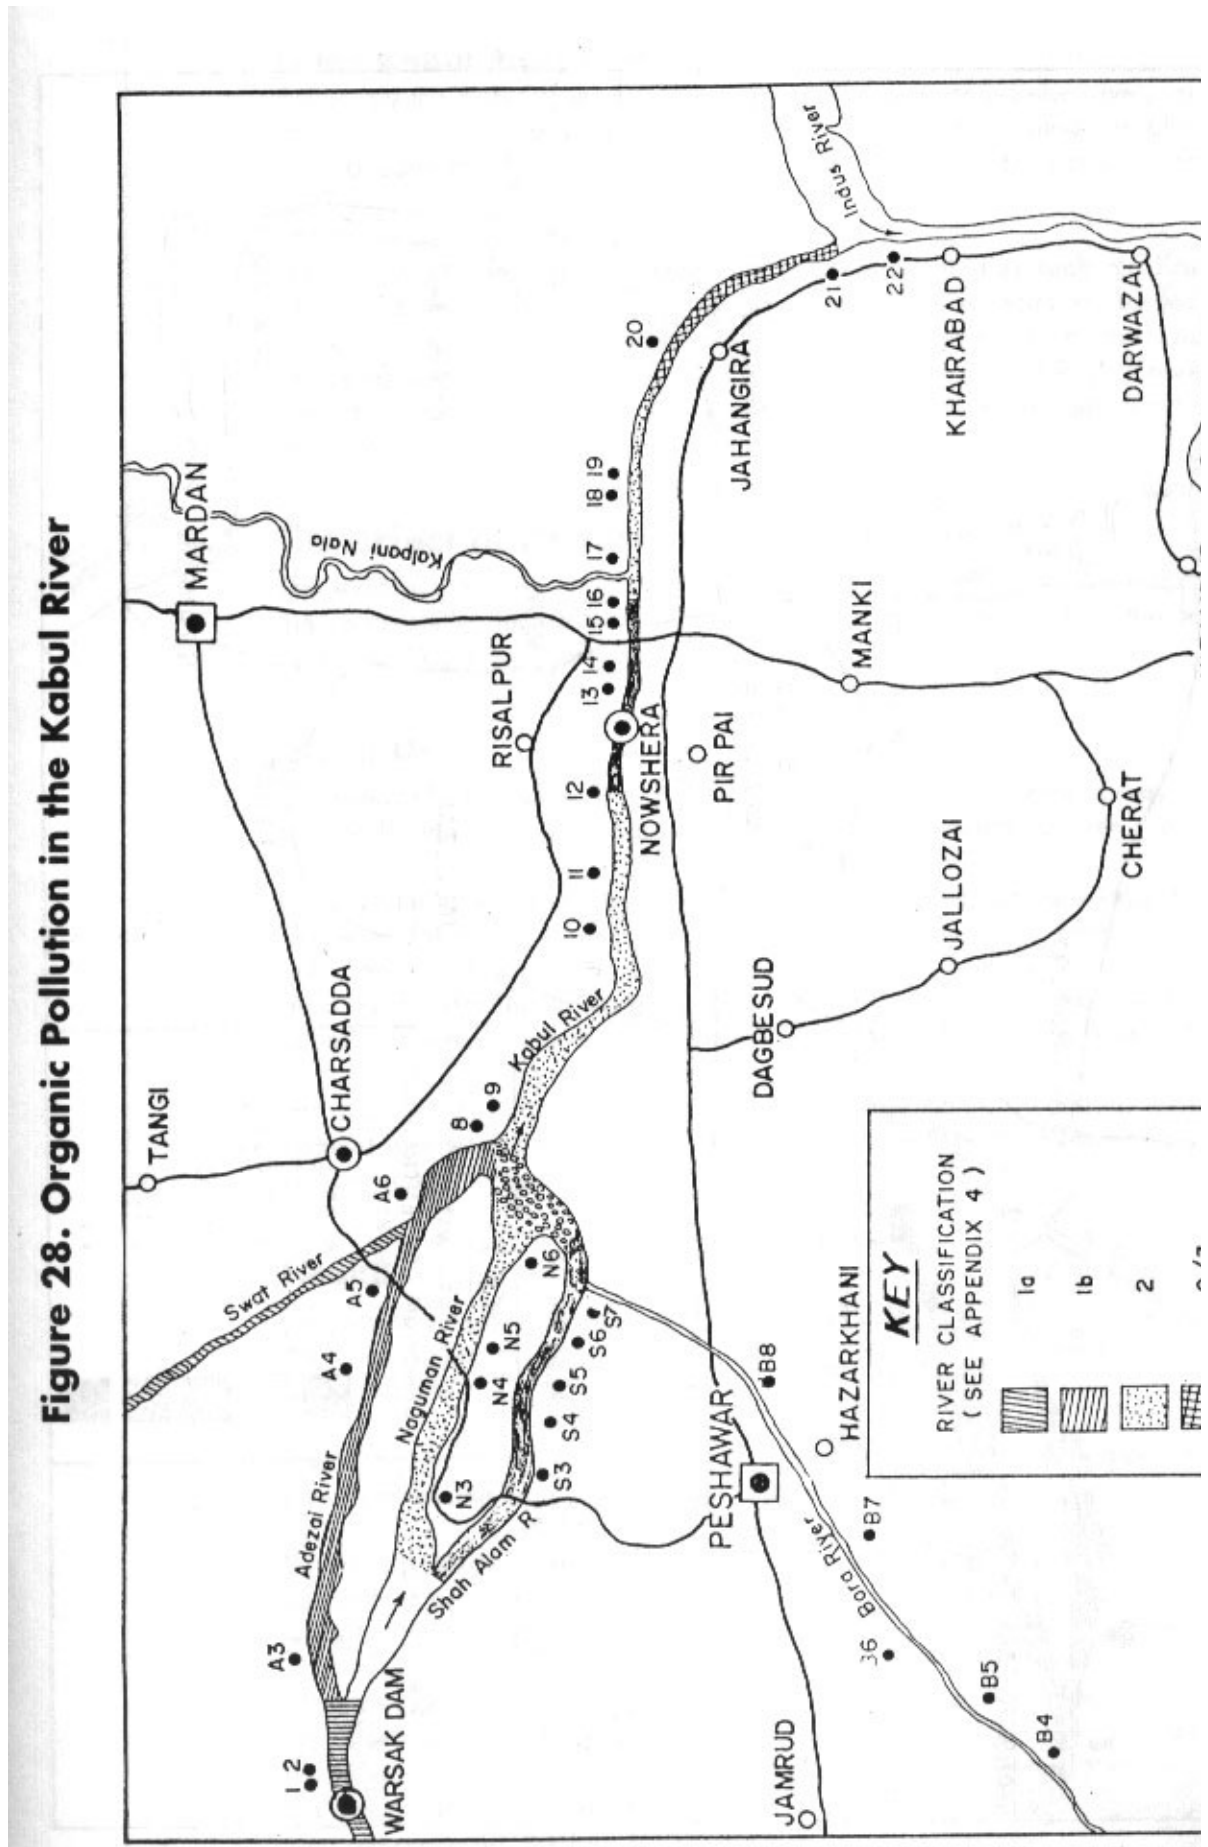 Figure 28. Organic Pollution in the Kabul River
TANGI
MARDAN
CHARSADDA
Swat River
Kalpani Nala
Indus River
A3
A4
A5
A6
Adezai River
1 2
WARSAK DAM
8
9
RISALPUR
Naguman River
N3
N4
N5
N6
Kabul River
10
11
12
13 14
15 16
17
18 19
20
21
22
Shah Alam R
S3
S4
S5
S6
S7
NOWSHERA
PIR PAI
JAHANGIRA
KHAIRABAD
DARWAZAI
MANKI
PESHAWAR
B8
DAGBESUD
JALLOZAI
CHERAT
JAMRUD
HAZARKHANI
B7
Bara River
B5
B4
KEY
RIVER CLASSIFICATION
(SEE APPENDIX 4)
1a
1b
2